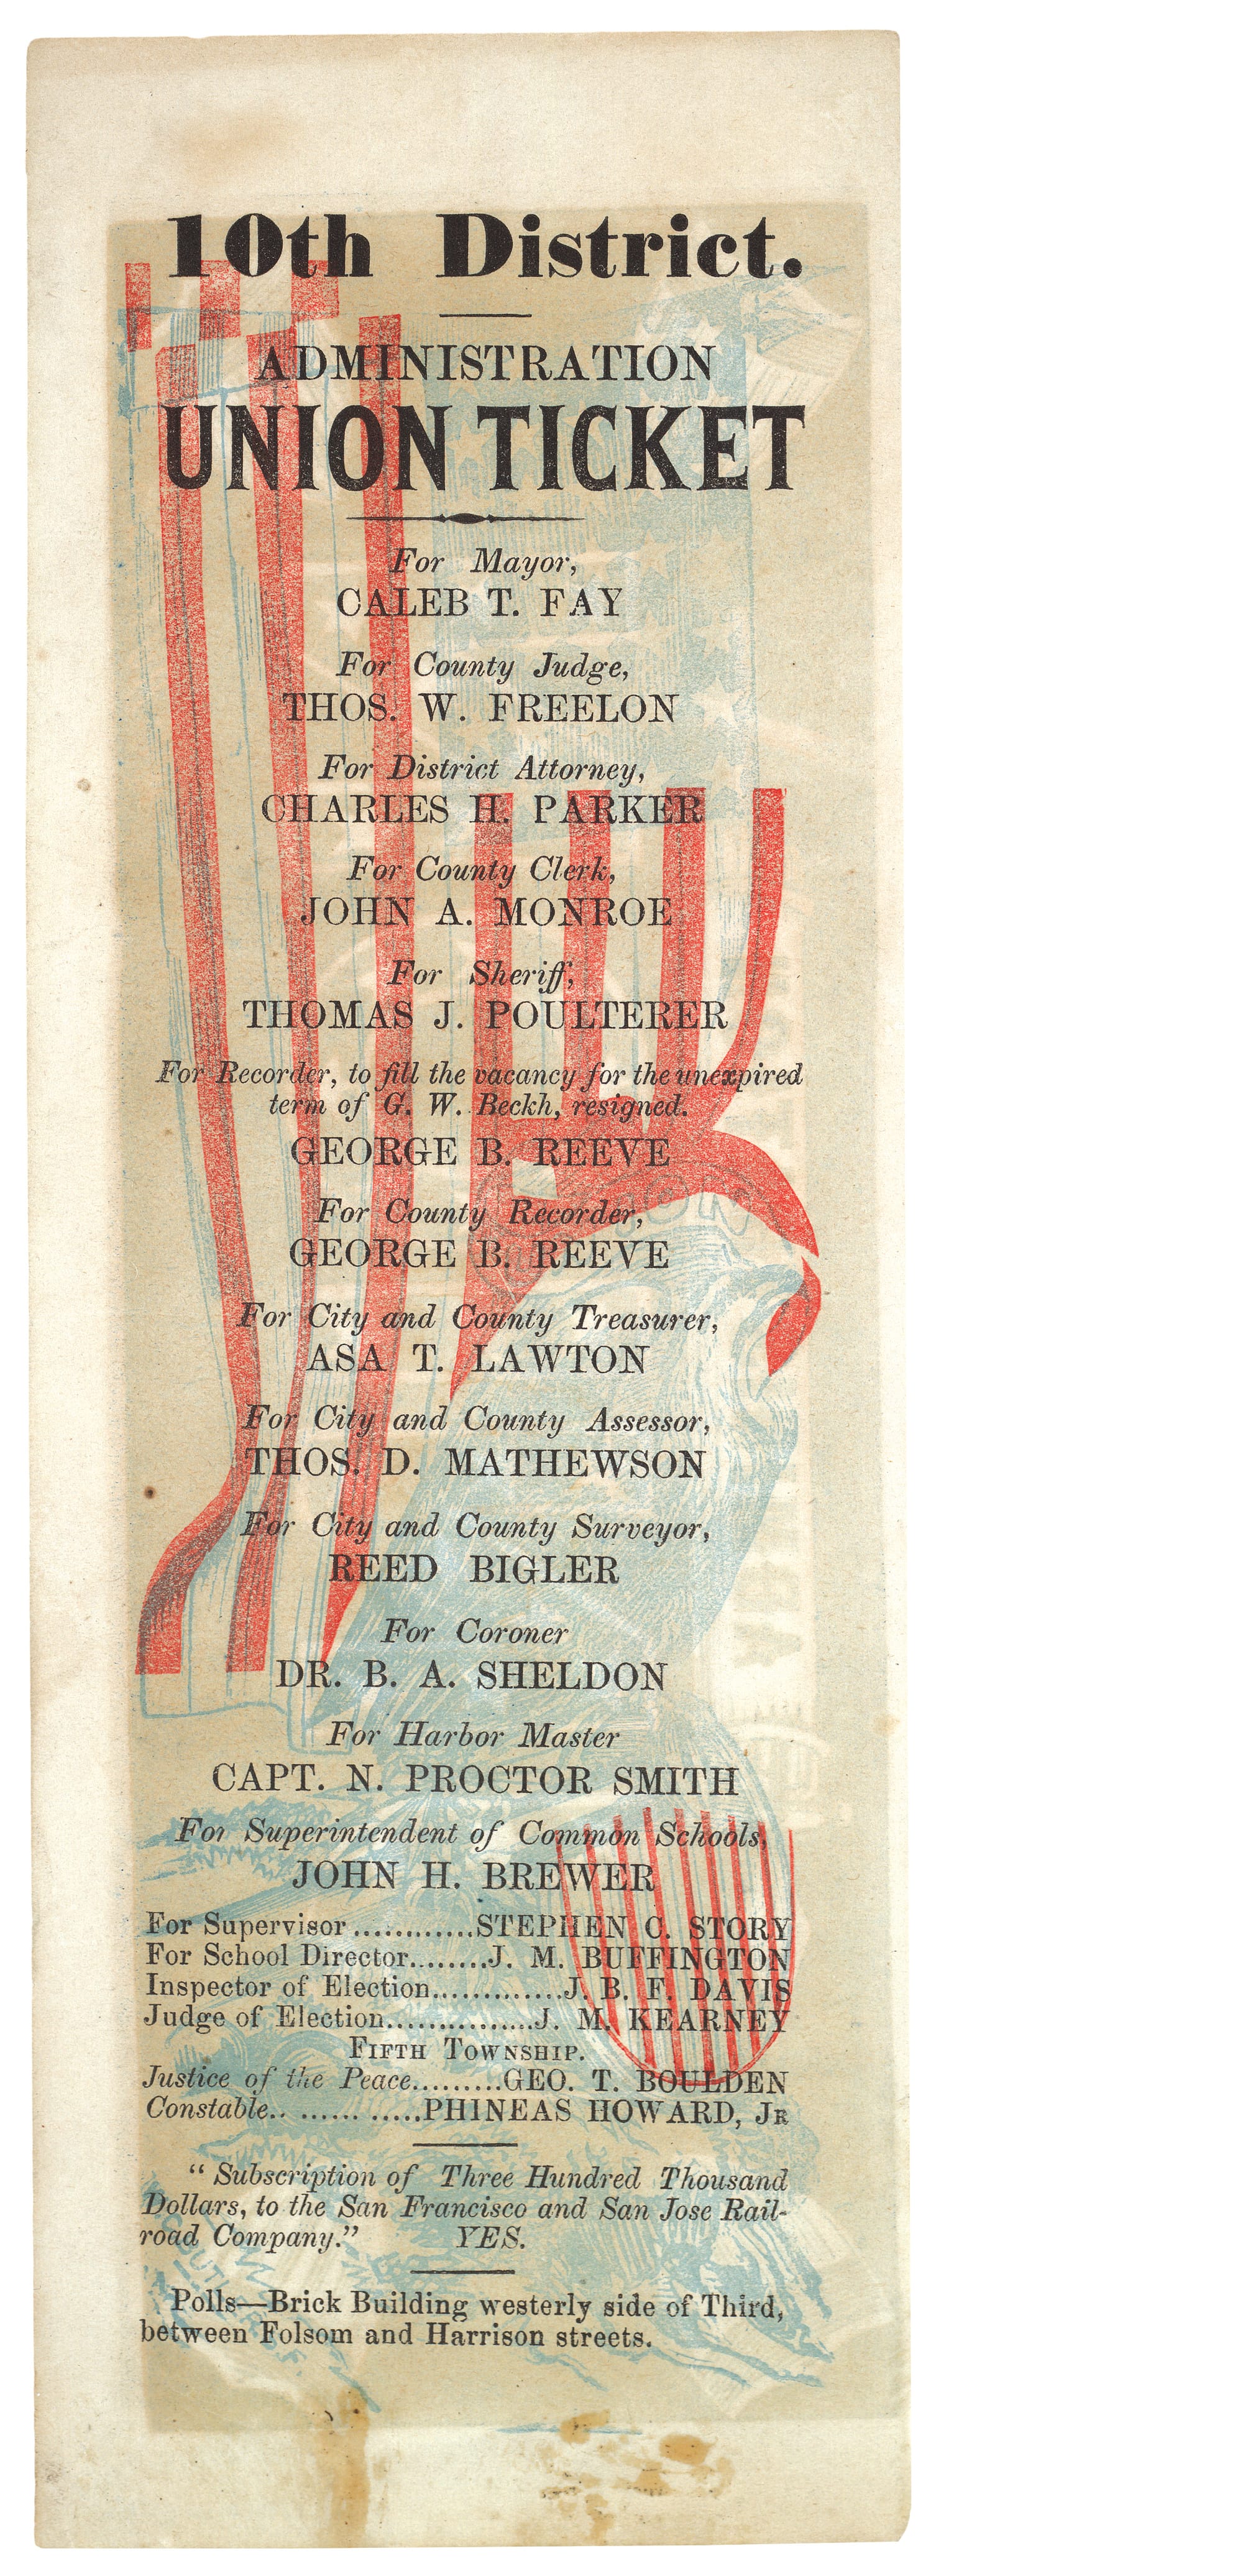 10th District.
ADMINISTRATION
UNION TICKET
For Mayor,
CALEB T. FAY
For County Judge,
THOS. W. FREELON
For District Attorney,
CHARLES H. PARKER
For County Clerk,
JOHN A. MONROE
For Sheriff,
THOMAS J. POULTERER
For Recorder, to fill the vacancy for the unexpired
term of G. W. Beckh, resigned.
GEORGE B. REEVE
For County Recorder,
GEORGE B. REEVE
For City and County Treasurer,
ASA T. LAWTON
For City and County Assessor,
THOS. D. MATHEWSON
For City and County Surveyor,
REED BIGLER
For Coroner
DR. B. A. SHELDON
For Harbor Master
CAPT. N. PROCTOR SMITH
For Superintendent of Common Schools,
JOHN H. BREWER
For Supervisor............STEPHEN C. STORY
For School Director........J. M. BUFFINGTON
Inspector of Election.............J. B. F. DAVIS
Judge of Election...............J. M. KEARNEY
FIFTH TOWNSHIP.
Justice of the Peace.........GEO. T. BOULDEN
Constable.. ...... .....PHINEAS HOWARD, JR
“Subscription of Three Hundred Thousand
Dollars, to the San Francisco and San Jose Rail-
road Company.” YES.
Polls—Brick Building westerly side of Third,
between Folsom and Harrison streets.